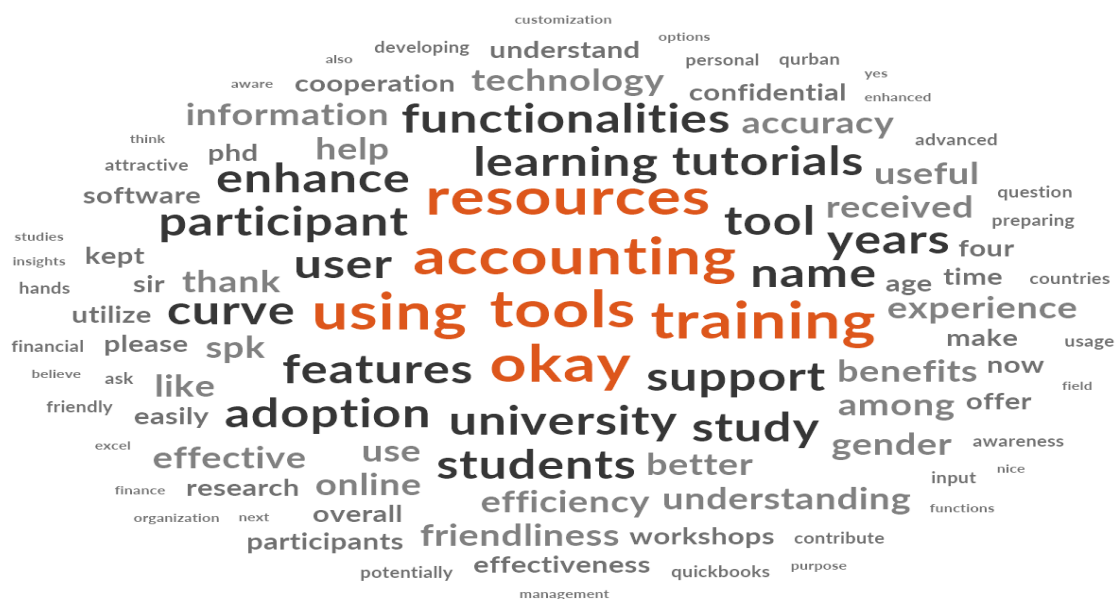 customization
developing understand options
also personal qurban
aware cooperation technology confidential yes
enhanced
information functionalities accuracy
think phd help learning tutorials advanced
attractive enhance useful
software resources question
participant tool received preparing
studies years four
insights kept user accounting name age time countries
hands sir thank
utilize curve using tools training experience
financial please spk make usage
believe ask features okay support benefits now
friendly like field
easily adoption university study among offer
excel gender awareness
effective use students better nice
finance research online input
organization next overall efficiency understanding functions
participants friendliness workshops contribute
potentially effectiveness quickbooks purpose
management